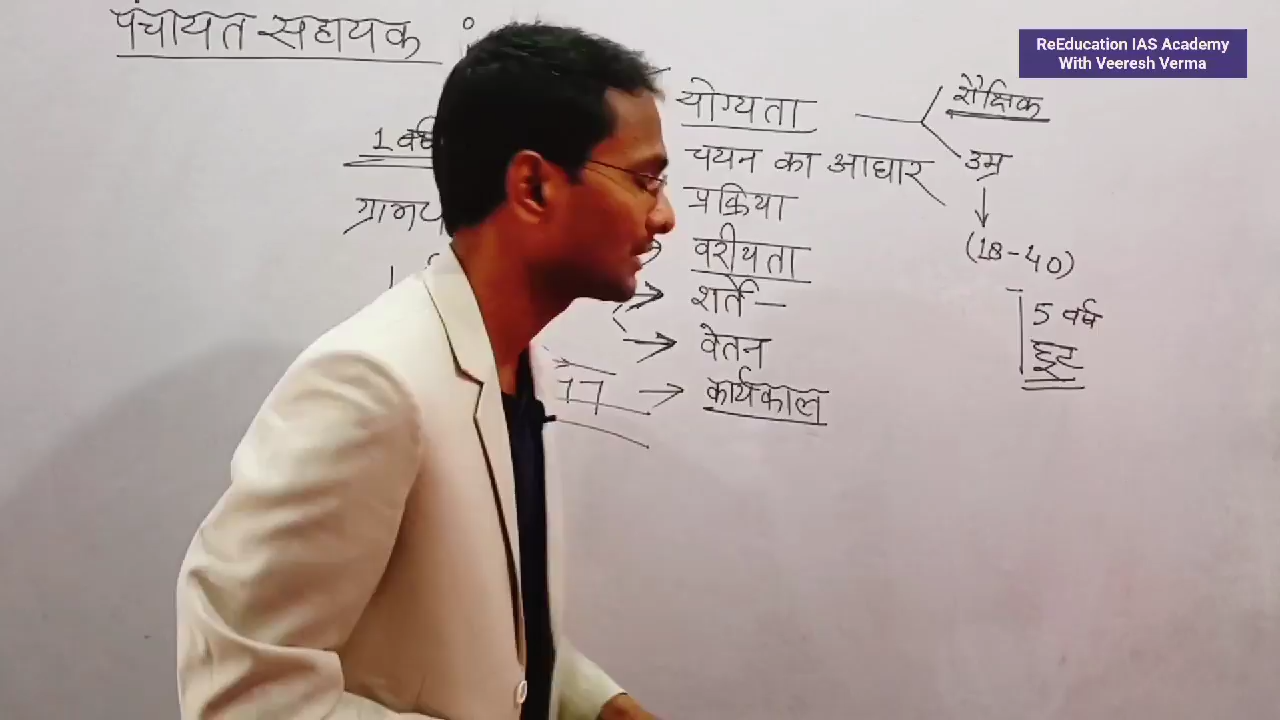 पंचायत सहायक :
ReEducation IAS Academy
With Veeresh Verma
1 वर्ष
योग्यता
शैक्षिक
चयन का आधार
उम्र
प्रक्रिया
(18-40)
वरीयता
शर्ते -
5 वर्ष
छूट
वेतन
कार्यकाल